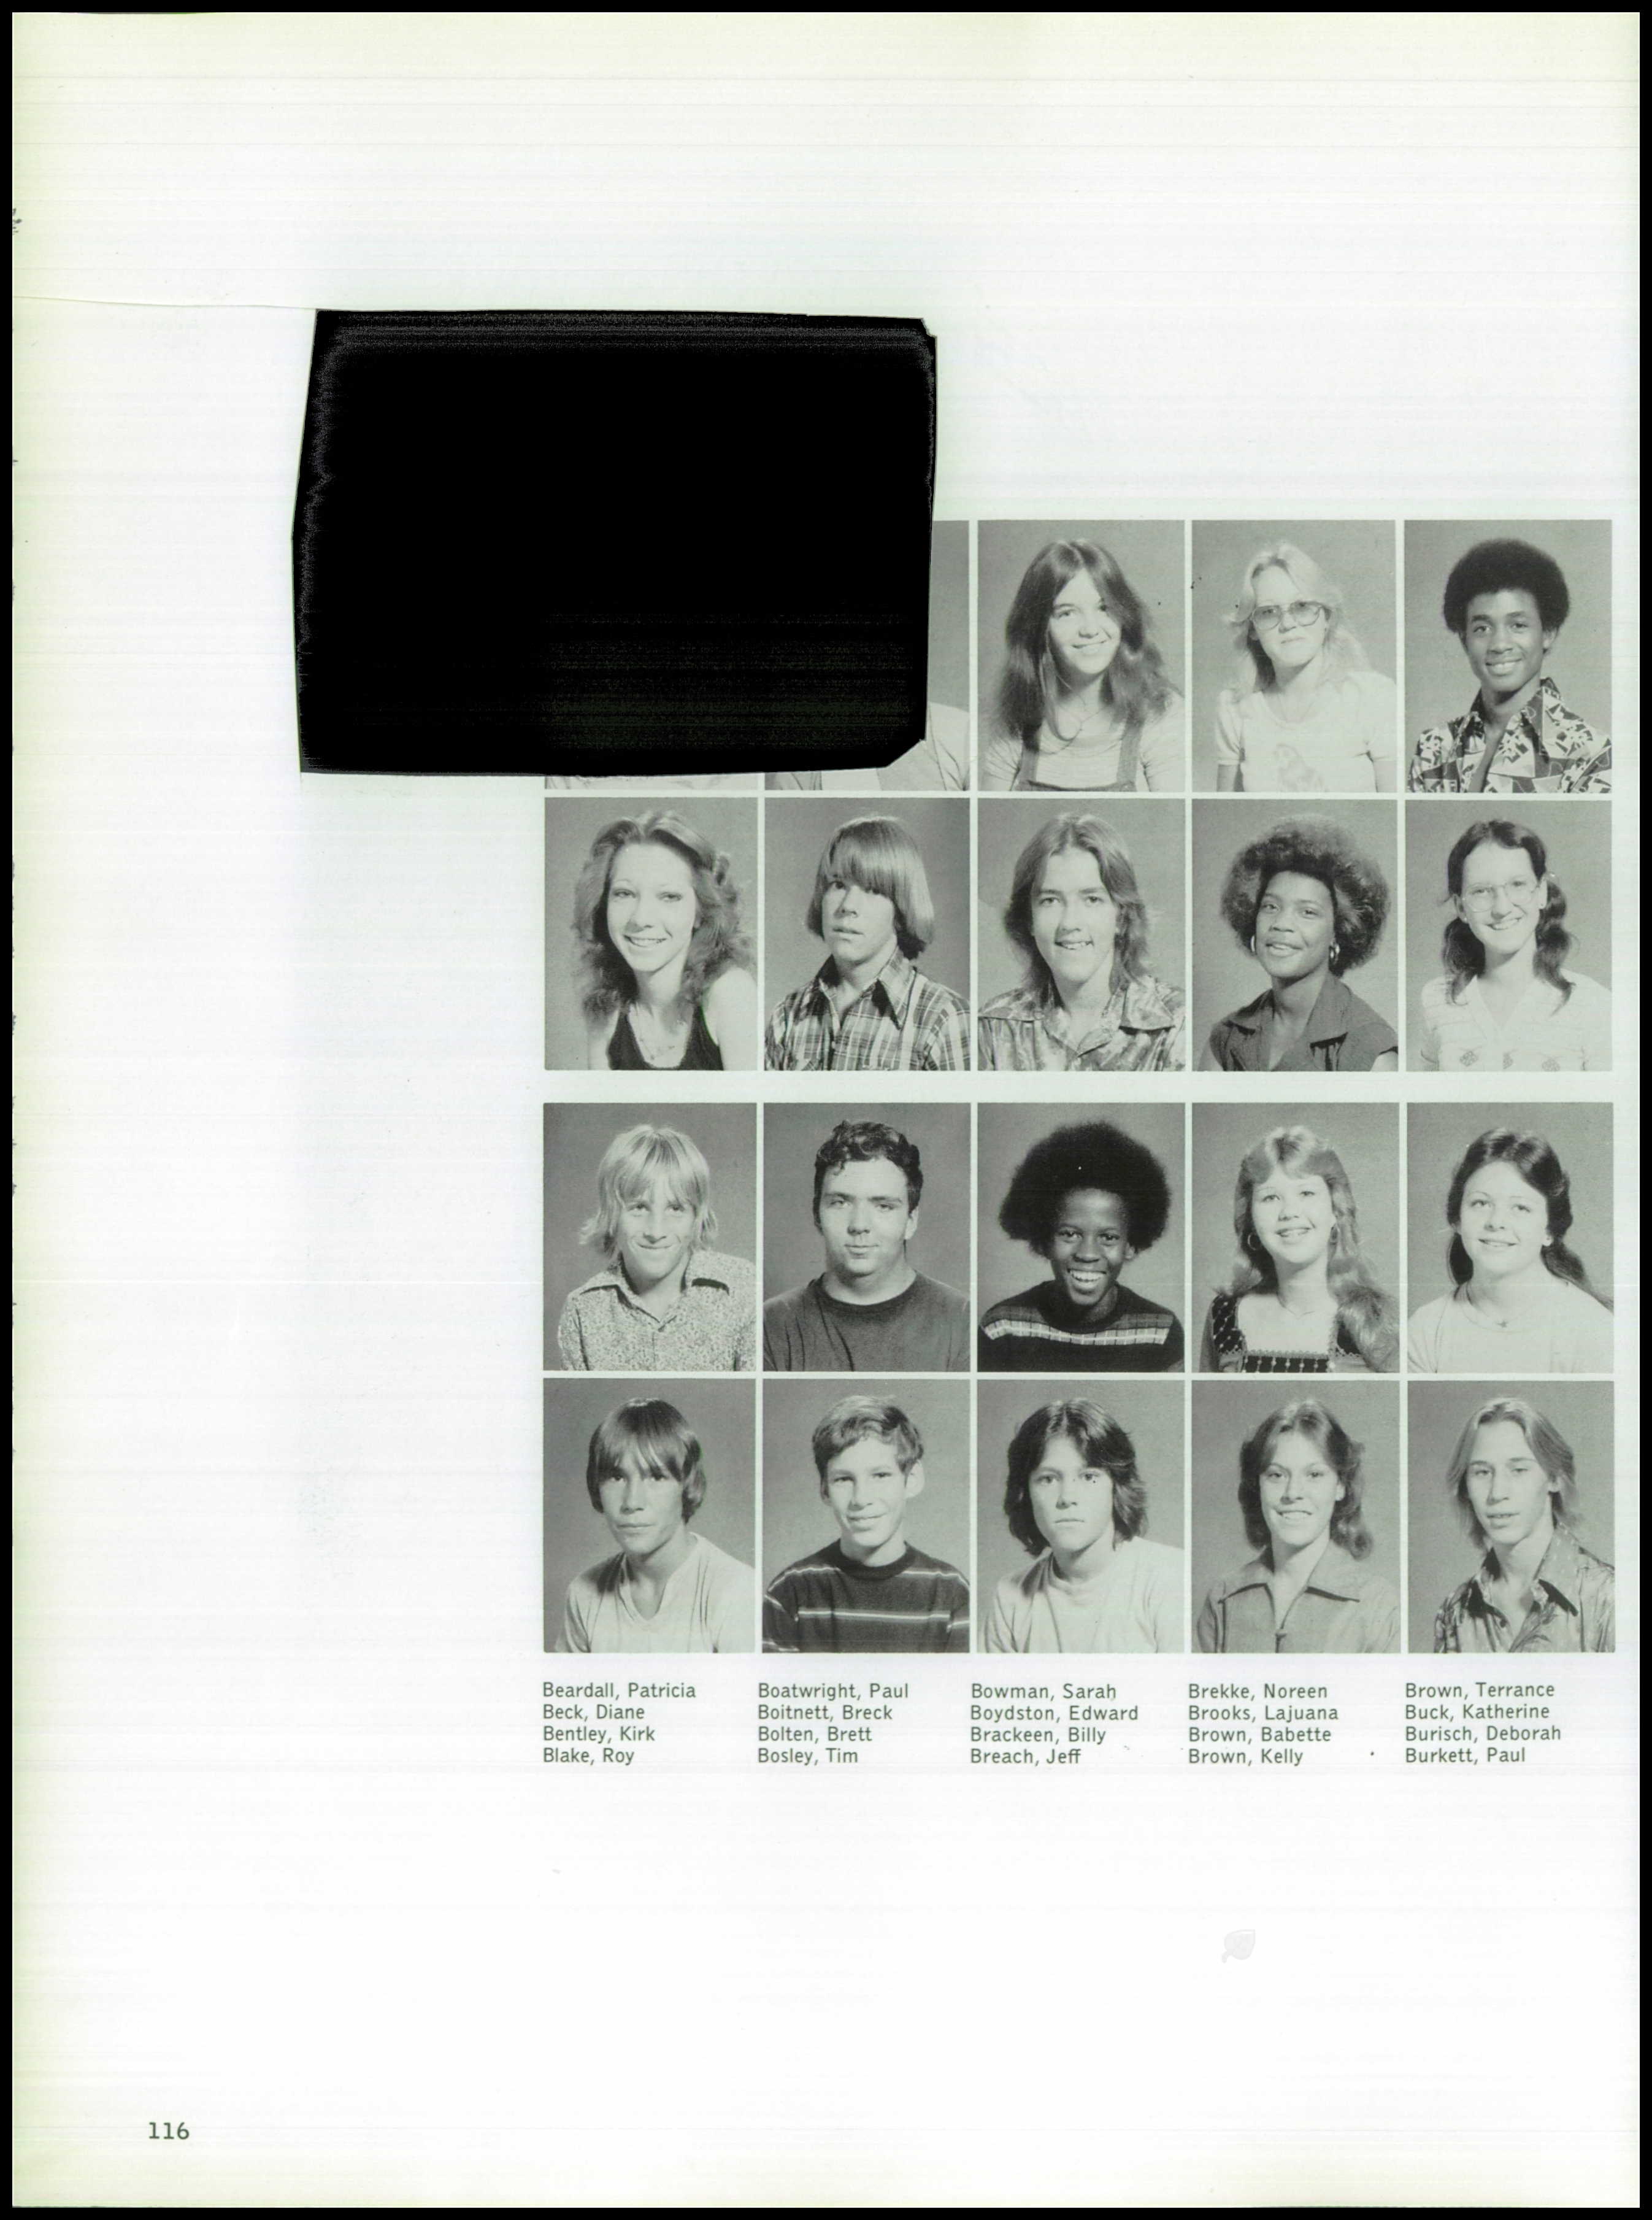 Beardall, Patricia
Beck, Diane
Bentley, Kirk
Blake, Roy
Boatwright, Paul
Boitnett, Breck
Bolten, Brett
Bosley, Tim
Bowman, Sarah
Boydston, Edward
Brackeen, Billy
Breach, Jeff
Brekke, Noreen
Brooks, Lajuana
Brown, Babette
Brown, Kelly
Brown, Terrance
Buck, Katherine
Burisch, Deborah
Burkett, Paul
116